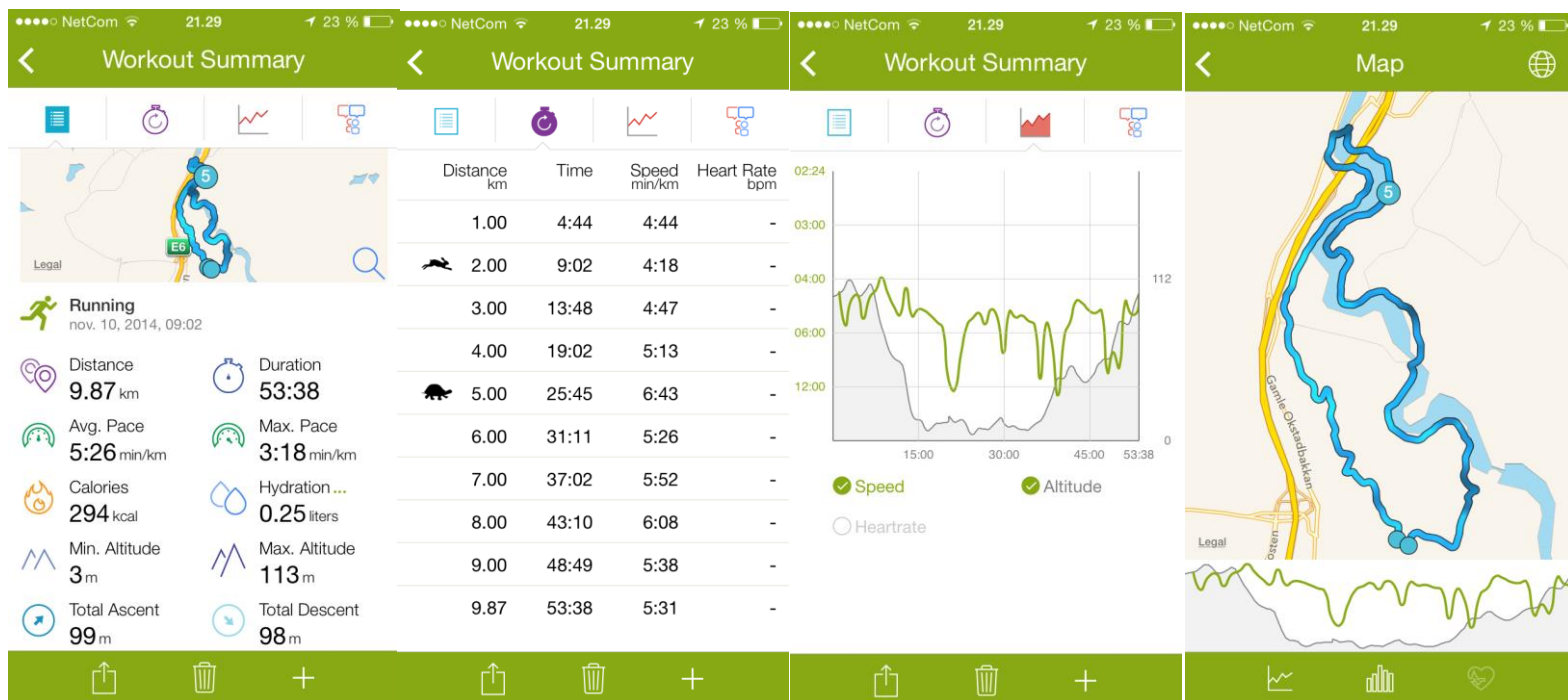 NetCom 21.29 23 %
Workout Summary
5
E6
Legal
Running
nov. 10, 2014, 09:02
Distance Duration
9.87 km 53:38
Avg. Pace Max. Pace
5:26 min/km 3:18 min/km
Calories Hydration ...
294 kcal 0.25 liters
Min. Altitude Max. Altitude
3 m 113 m
Total Ascent Total Descent
99 m 98 m
NetCom 21.29 23 %
Workout Summary
Distance Time Speed Heart Rate
km min/km bpm
1.00 4:44 4:44 -
2.00 9:02 4:18 -
3.00 13:48 4:47 -
4.00 19:02 5:13 -
5.00 25:45 6:43 -
6.00 31:11 5:26 -
7.00 37:02 5:52 -
8.00 43:10 6:08 -
9.00 48:49 5:38 -
9.87 53:38 5:31 -
NetCom 21.29 23 %
Workout Summary
02:24
03:00
04:00 112
06:00
12:00
0
15:00 30:00 45:00 53:38
Speed Altitude
Heartrate
NetCom 21.29 23 %
Map
5
Gamle Okstadbakkan
osten
Legal